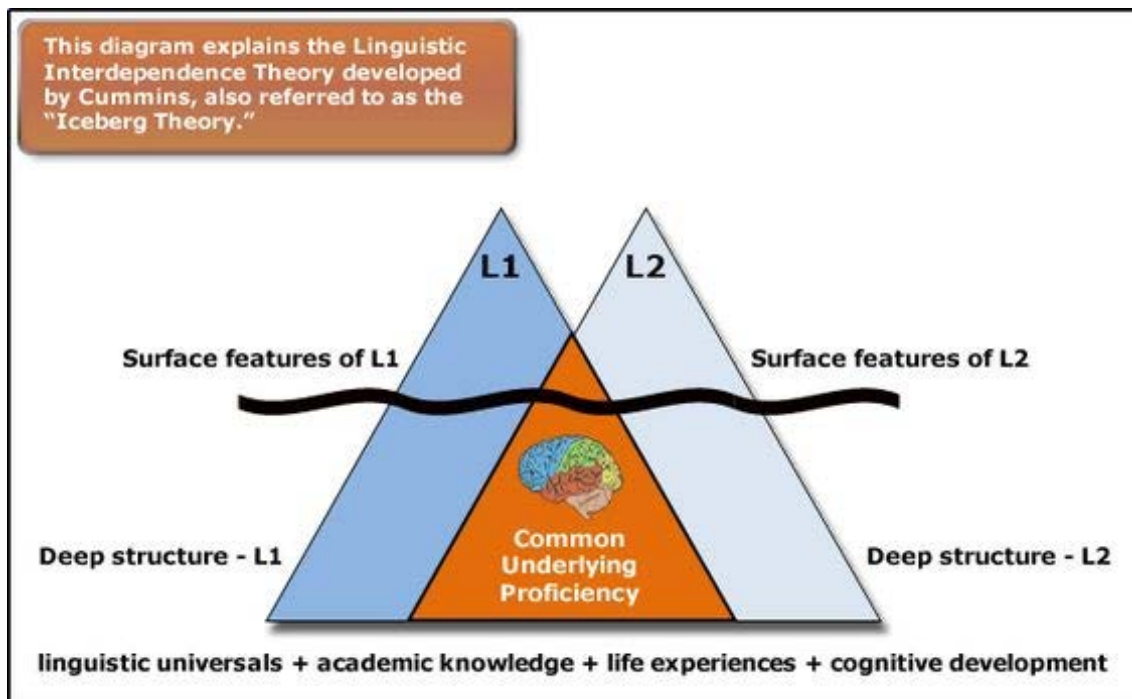 This diagram explains the Linguistic
Interdependence Theory developed
by Cummins, also referred to as the
“Iceberg Theory.”
L1
L2
Surface features of L1
Surface features of L2
Common
Underlying
Proficiency
Deep structure - L1
Deep structure - L2
linguistic universals + academic knowledge + life experiences + cognitive development